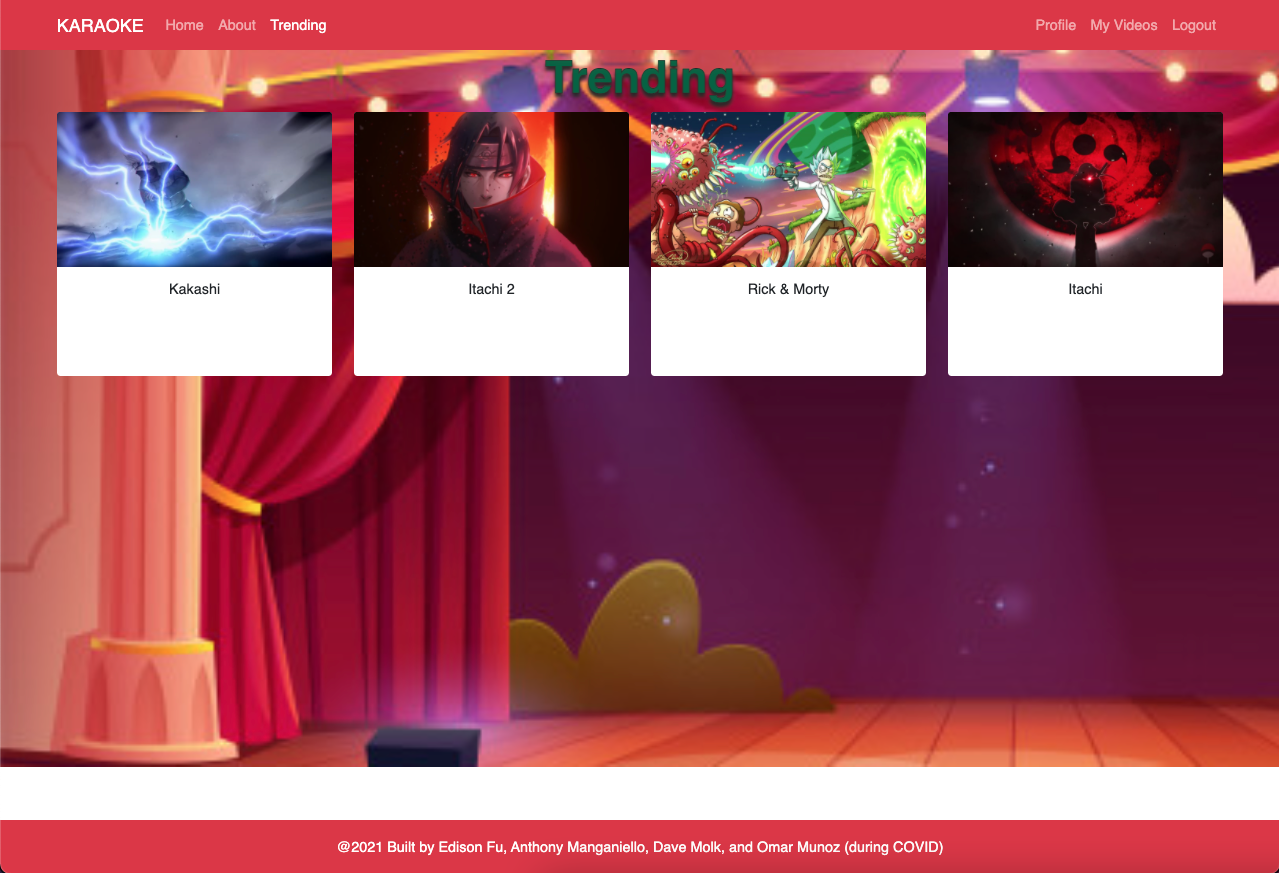 KARAOKE Home About Trending Profile My Videos Logout
Trending
Kakashi
Itachi 2
Rick & Morty
Itachi
@2021 Built by Edison Fu, Anthony Manganiello, Dave Molk, and Omar Munoz (during COVID)